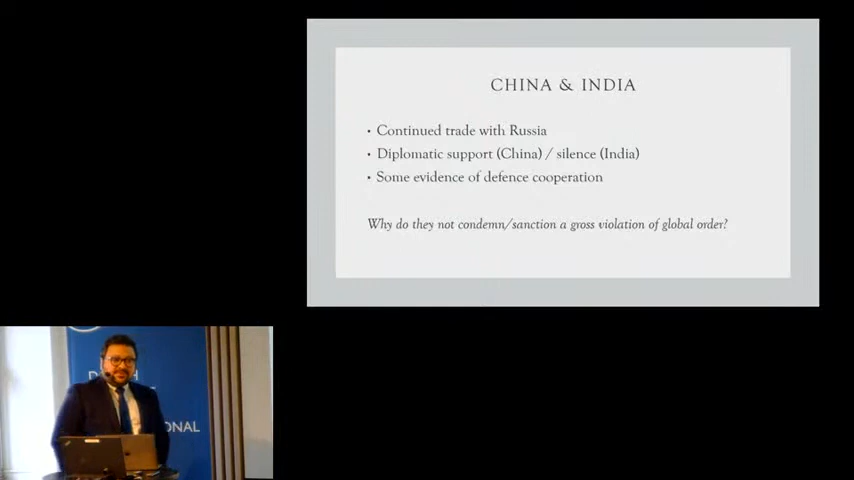 CHINA & INDIA
• Continued trade with Russia
• Diplomatic support (China) / silence (India)
• Some evidence of defence cooperation
Why do they not condemn/sanction a gross violation of global order?